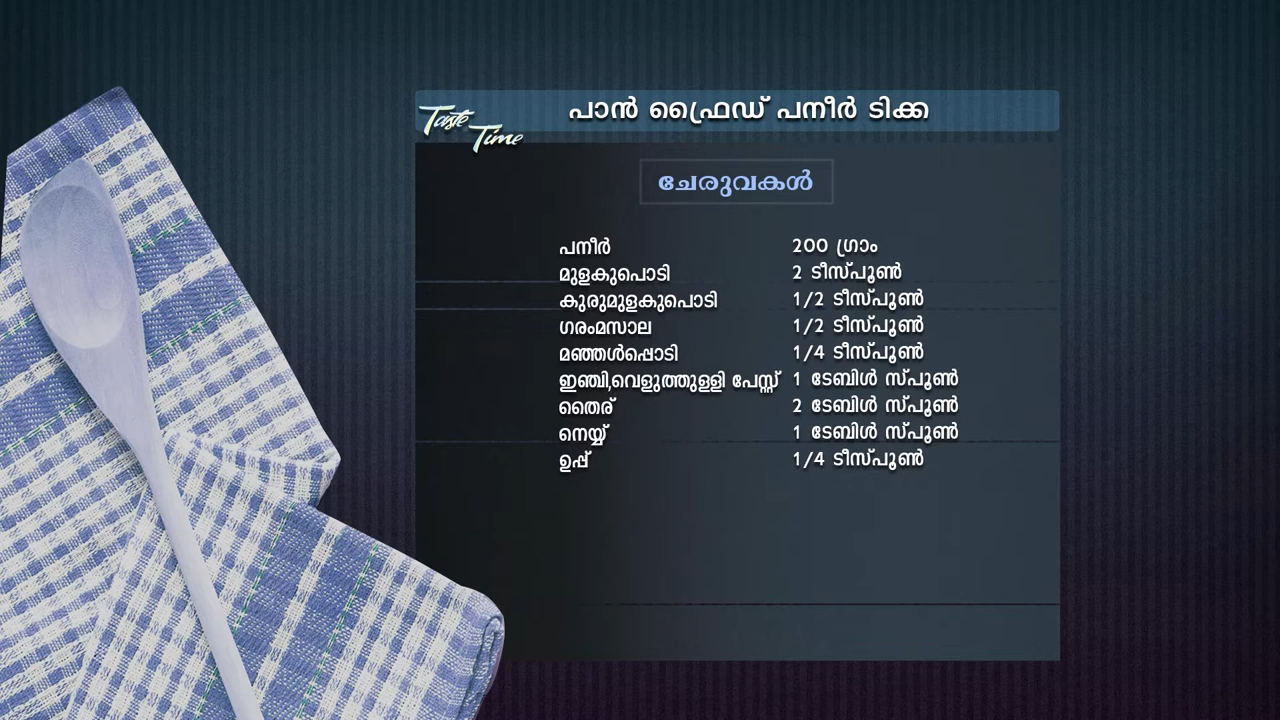 പാൻ ഫ്രൈഡ് പനീർ ടിക്ക
Taste
Time
ചേരുവകൾ
പനീർ 200 ഗ്രാം
മുളകുപൊടി 2 ടീസ്പൂൺ
കുരുമുളകുപൊടി 1/2 ടീസ്പൂൺ
ഗരംമസാല 1/2 ടീസ്പൂൺ
മഞ്ഞൾപ്പൊടി 1/4 ടീസ്പൂൺ
ഇഞ്ചി,വെളുത്തുള്ളി പേസ്റ്റ് 1 ടേബിൾ സ്പൂൺ
തൈര് 2 ടേബിൾ സ്പൂൺ
നെയ്യ് 1 ടേബിൾ സ്പൂൺ
ഉപ്പ് 1/4 ടീസ്പൂൺ